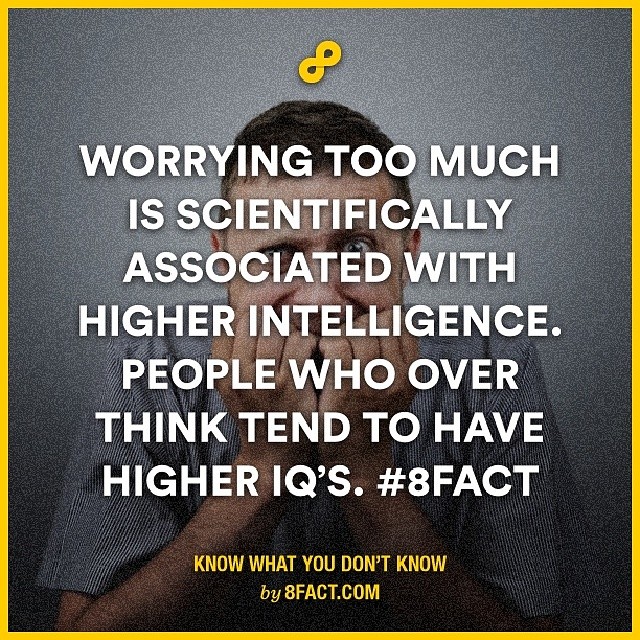 WORRYING TOO MUCH
IS SCIENTIFICALLY
ASSOCIATED WITH
HIGHER INTELLIGENCE.
PEOPLE WHO OVER
THINK TEND TO HAVE
HIGHER IQ'S. #8FACT
KNOW WHAT YOU DON'T KNOW
by 8FACT.COM